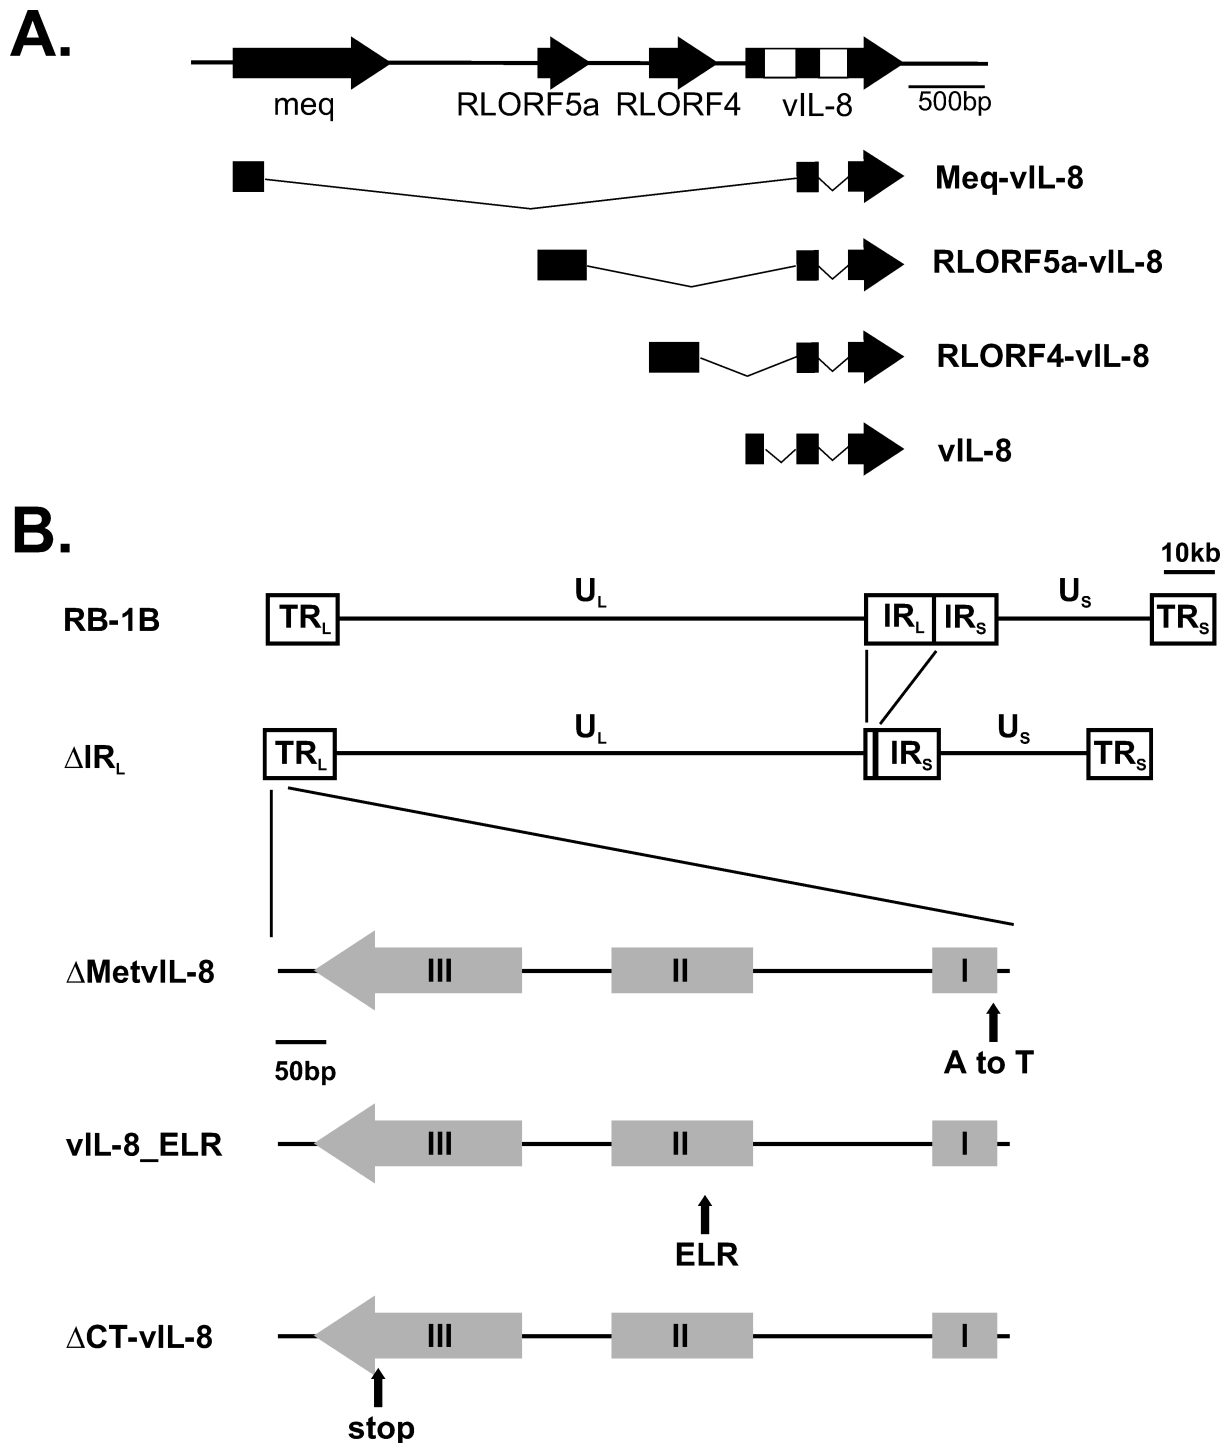 A.
meq RLORF5a RLORF4 vIL-8 500bp
Meq-vIL-8
RLORF5a-vIL-8
RLORF4-vIL-8
vIL-8
B.
10kb
RB-1B TRL UL IRL IRS US TRS
ΔIRL TRL UL IRS US TRS
ΔMetvIL-8 III II I
A to T
50bp
vIL-8_ELR III II I
ELR
ΔCT-vIL-8 III II I
stop